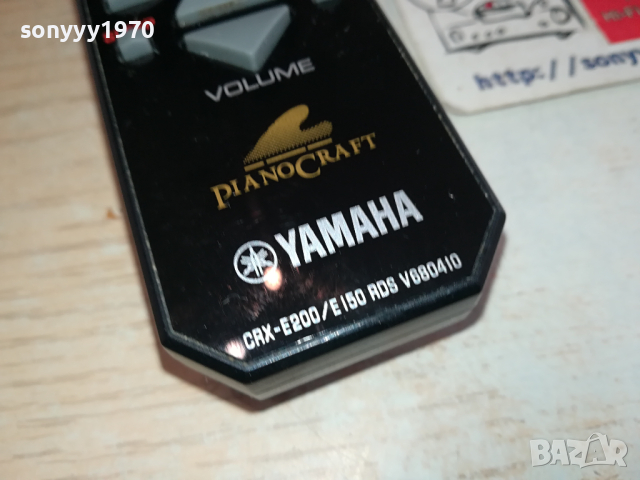 sonyyy1970
VOLUME
PIANOCRAFT
YAMAHA
CRX-E200/E150 RDS V680410
http://sony
BAZAR